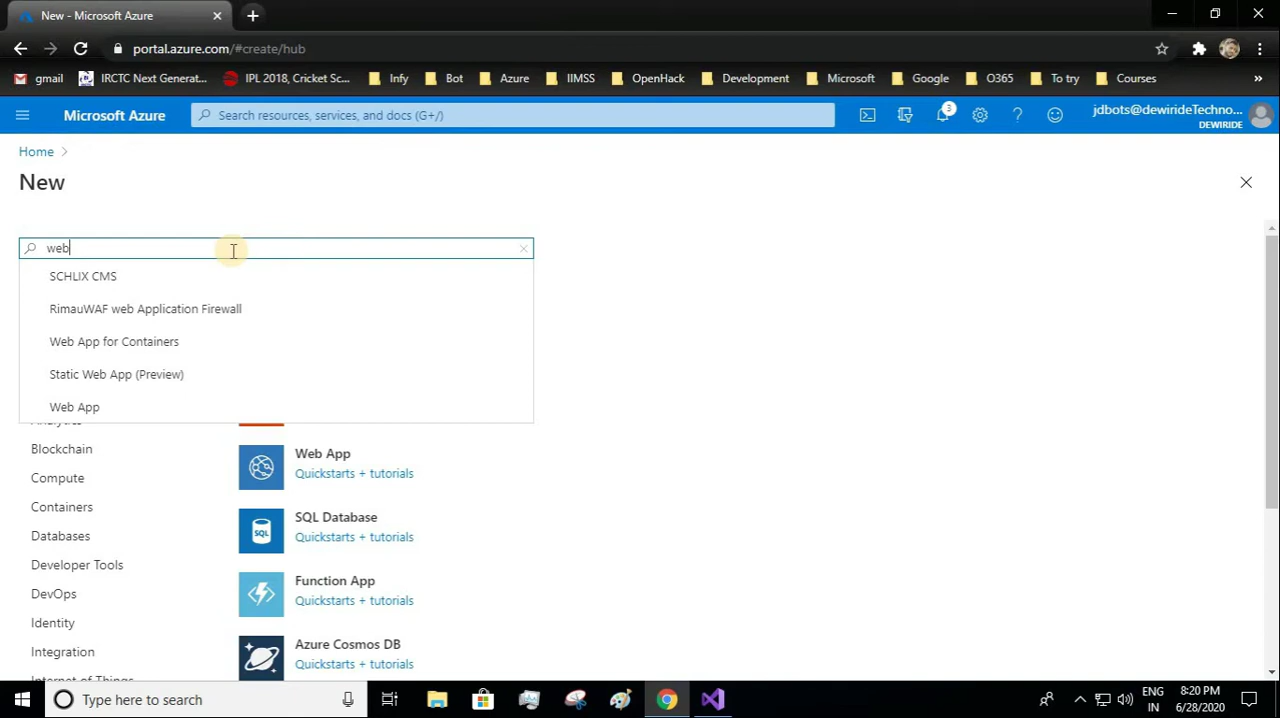 New - Microsoft Azure
portal.azure.com/#create/hub
gmail IRCTC Next Generat... IPL 2018, Cricket Sc... Infy Bot Azure IIMSS OpenHack Development Microsoft Google O365 To try Courses »
Microsoft Azure Search resources, services, and docs (G+/) 3 jdbots@dewirideTechno...
DEWIRIDE
Home >
New
web
SCHLIX CMS
RimauWAF web Application Firewall
Web App for Containers
Static Web App (Preview)
Web App
Blockchain
Compute
Containers
Databases
Developer Tools
DevOps
Identity
Integration
Web App
Quickstarts + tutorials
SQL Database
Quickstarts + tutorials
SQL
Function App
Quickstarts + tutorials
Azure Cosmos DB
Quickstarts + tutorials
Type here to search
ENG
IN
8:20 PM
6/28/2020